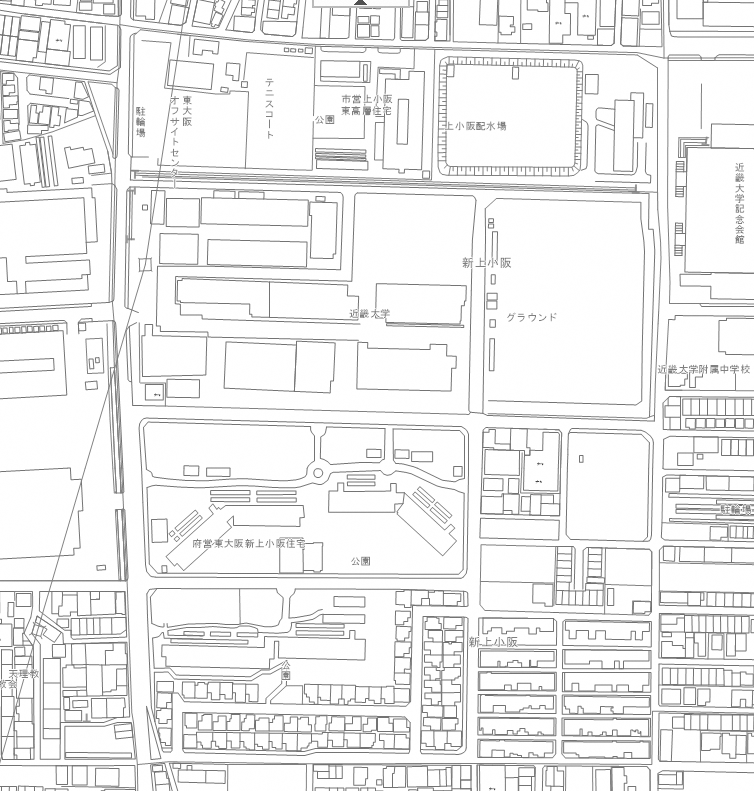 市営上小阪
東高層住宅
テニスコート
東大阪
オフサイトセンター
駐輪場
公園
上小阪配水場
近畿大学記念会館
新上小阪
近畿大学
グラウンド
近畿大学附属中学校
駐輪場
府営東大阪新上小阪住宅
公園
新上小阪
公園
天理教
教会